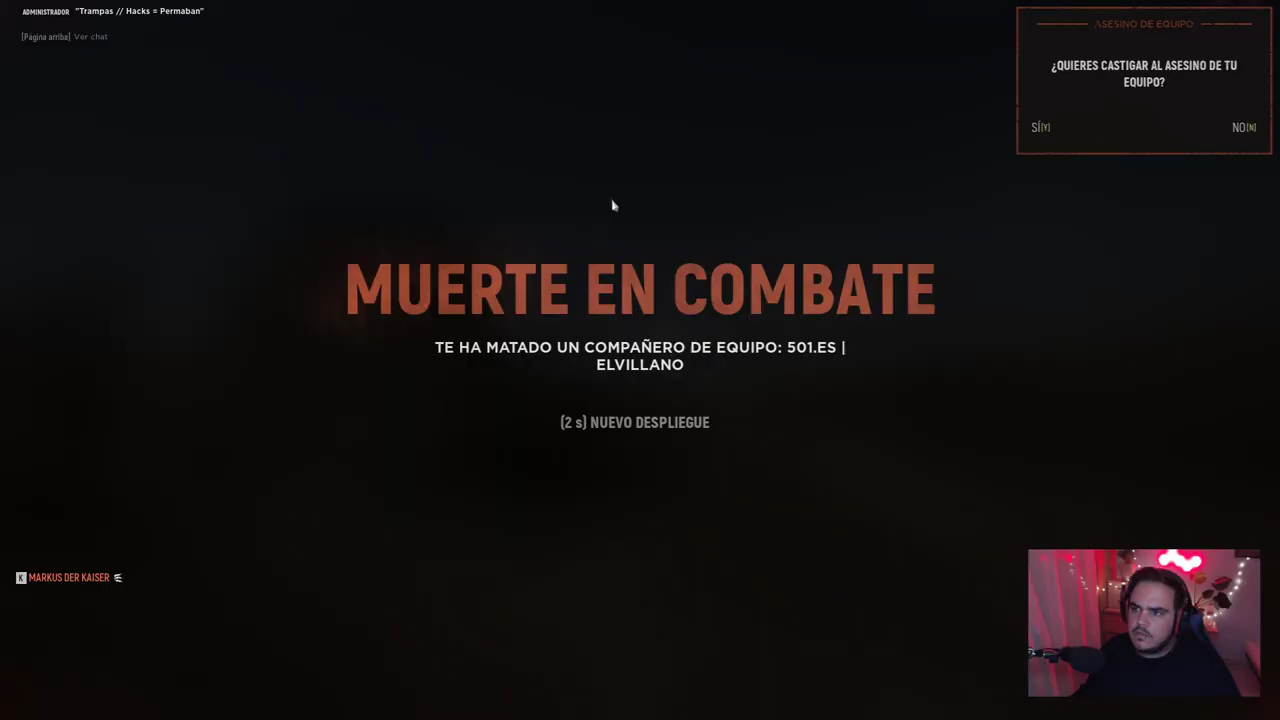 ADMINISTRADOR "Trampas // Hacks = Permaban"
[Página arriba] Ver chat
ASESINO DE EQUIPO
¿QUIERES CASTIGAR AL ASESINO DE TU
EQUIPO?
SÍ[Y] NO[N]
MUERTE EN COMBATE
TE HA MATADO UN COMPAÑERO DE EQUIPO: 501.ES |
ELVILLANO
(2 s) NUEVO DESPLIEGUE
K MARKUS DER KAISER